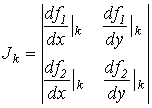 J_k = | df_1/dx |_k df_1/dy |_k |
| df_2/dx |_k df_2/dy |_k |